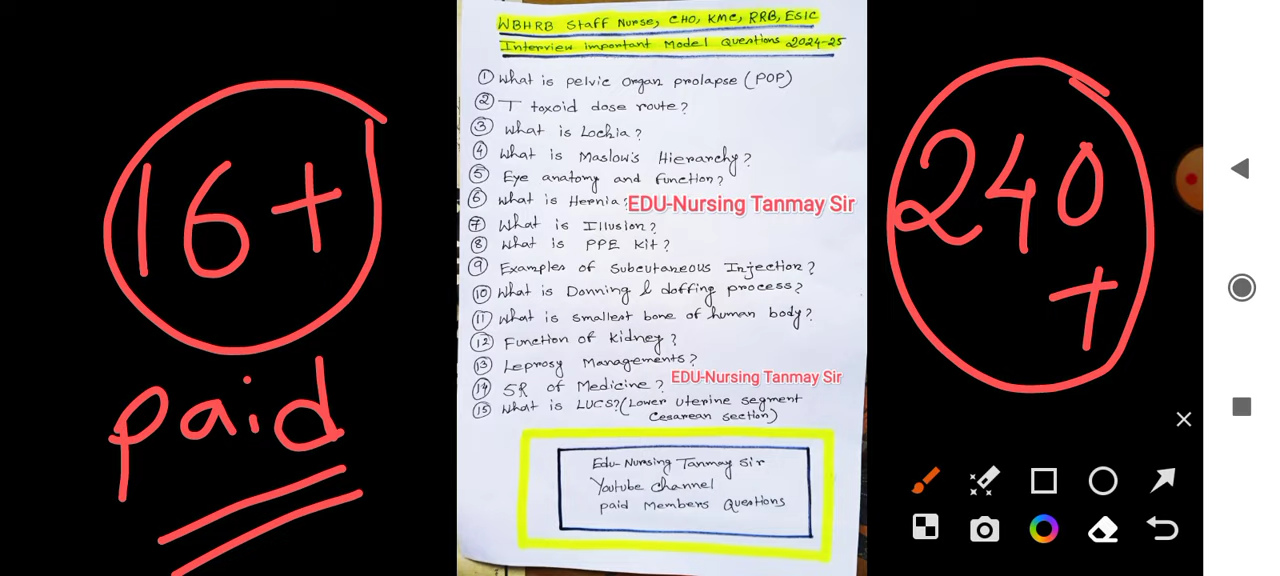 16+
paid
WBHRB Staff Nurse, CHO, KMC, RRB, ESIC
Interview important Model Questions 2024-25
① What is pelvic organ prolapse (POP)
② T toxoid dose route?
③ What is Lochia?
④ What is Maslow's Hierarchy?
⑤ Eye anatomy and function?
⑥ What is Hernia?
EDU-Nursing Tanmay Sir
⑦ What is Illusion?
⑧ What is PPE Kit?
⑨ Examples of Subcutaneous Injection?
⑩ What is Donning & doffing process?
⑪ What is smallest bone of human body?
⑫ Function of Kidney?
⑬ Leprosy Managements?
⑭ 5R of Medicine?
EDU-Nursing Tanmay Sir
⑮ What is LUCS? (Lower uterine segment
Cesarean section)
Edu-Nursing Tanmay Sir
Youtube channel
paid Members Questions
240
+